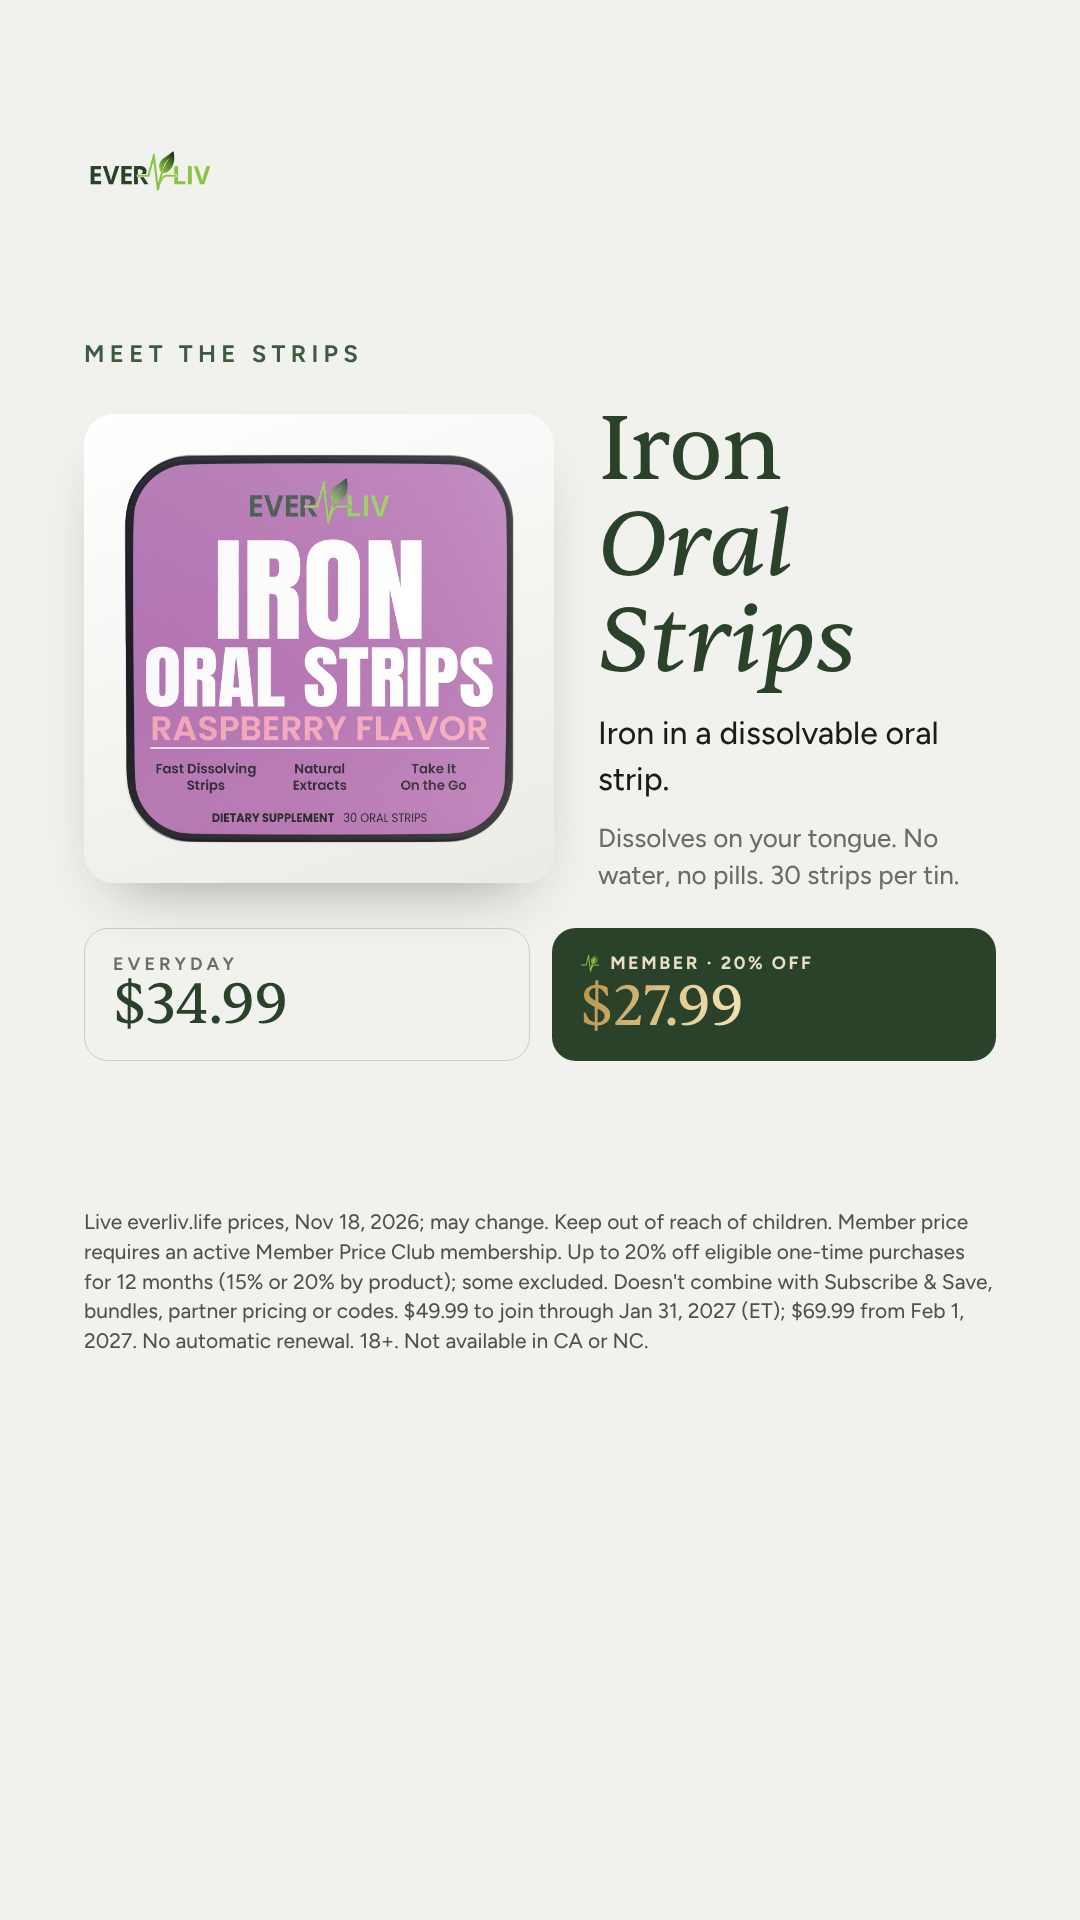 EVERLIV
MEET THE STRIPS
EVERLIV
IRON
ORAL STRIPS
RASPBERRY FLAVOR
Fast Dissolving Strips
Natural Extracts
Take It On the Go
DIETARY SUPPLEMENT 30 ORAL STRIPS
Iron
Oral
Strips
Iron in a dissolvable oral
strip.
Dissolves on your tongue. No
water, no pills. 30 strips per tin.
EVERYDAY
$34.99
MEMBER · 20% OFF
$27.99
Live everliv.life prices, Nov 18, 2026; may change. Keep out of reach of children. Member price
requires an active Member Price Club membership. Up to 20% off eligible one-time purchases
for 12 months (15% or 20% by product); some excluded. Doesn't combine with Subscribe & Save,
bundles, partner pricing or codes. $49.99 to join through Jan 31, 2027 (ET); $69.99 from Feb 1,
2027. No automatic renewal. 18+. Not available in CA or NC.